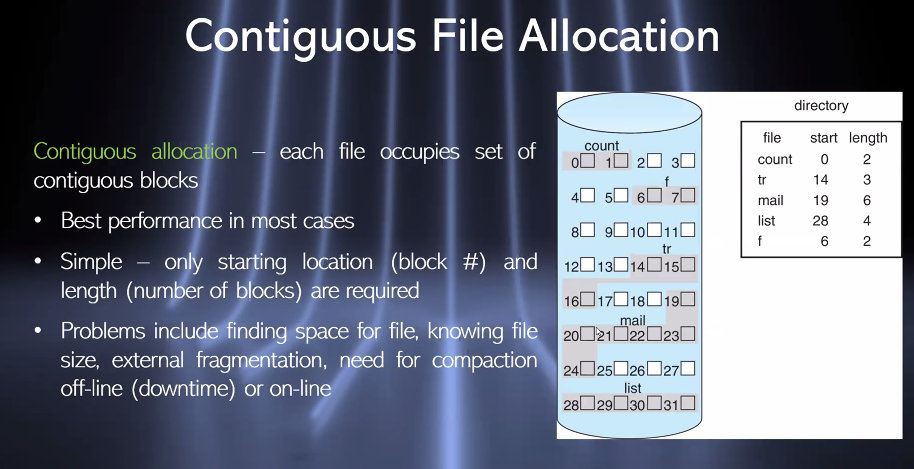 Contiguous File Allocation
Contiguous allocation – each file occupies set of
contiguous blocks
• Best performance in most cases
• Simple – only starting location (block #) and
length (number of blocks) are required
• Problems include finding space for file, knowing file
size, external fragmentation, need for compaction
off-line (downtime) or on-line
count
0 1 2 3
f
4 5 6 7
8 9 10 11
tr
12 13 14 15
16 17 18 19
mail
20 21 22 23
24 25 26 27
list
28 29 30 31
directory
file start length
count 0 2
tr 14 3
mail 19 6
list 28 4
f 6 2